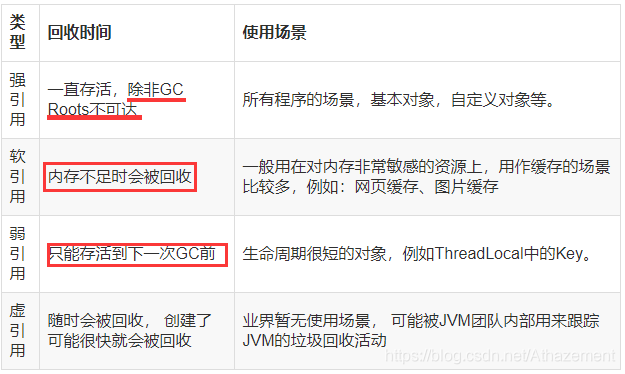 类型 回收时间 使用场景
强引用 一直存活，除非GC
Roots不可达 所有程序的场景，基本对象，自定义对象等。
软引用 内存不足时会被回收 一般用在对内存非常敏感的资源上，用作缓存的场景
比较多，例如：网页缓存、图片缓存
弱引用 只能存活到下一次GC前 生命周期很短的对象，例如ThreadLocal中的Key。
虚引用 随时会被回收， 创建了
可能很快就会被回收 业界暂无使用场景， 可能被JVM团队内部用来跟踪
JVM的垃圾回收活动
https://blog.csdn.net/Athazement